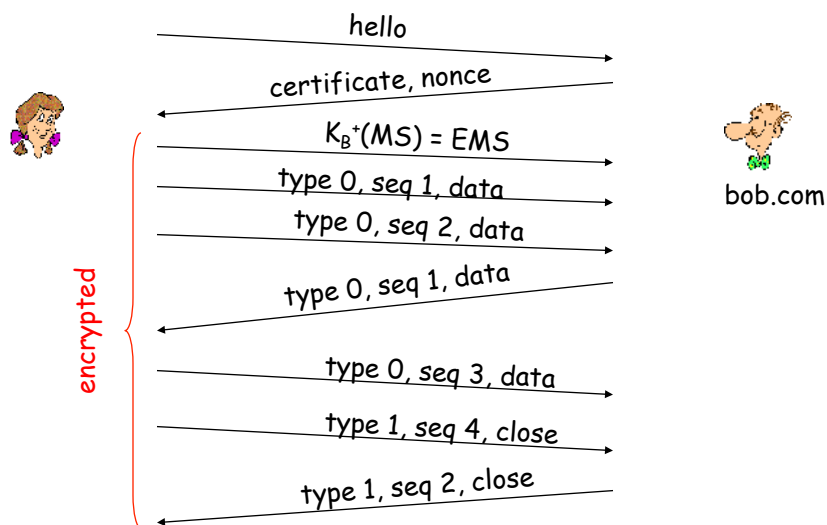 hello
certificate, nonce
K_B⁺(MS) = EMS
type 0, seq 1, data
bob.com
type 0, seq 2, data
type 0, seq 1, data
encrypted
type 0, seq 3, data
type 1, seq 4, close
type 1, seq 2, close